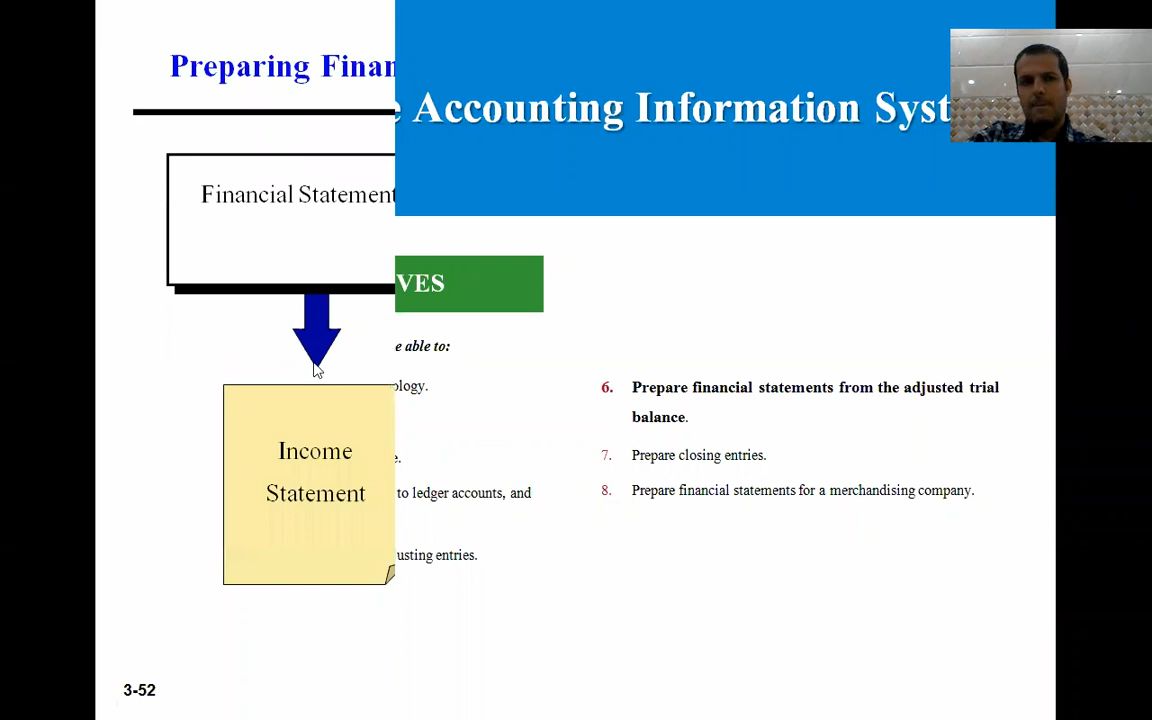 Preparing Finan
Accounting Information Syst
Financial Statement
VES
e able to:
ology.
6. Prepare financial statements from the adjusted trial
balance.
e.
7. Prepare closing entries.
Income
Statement
to ledger accounts, and
8. Prepare financial statements for a merchandising company.
usting entries.
3-52